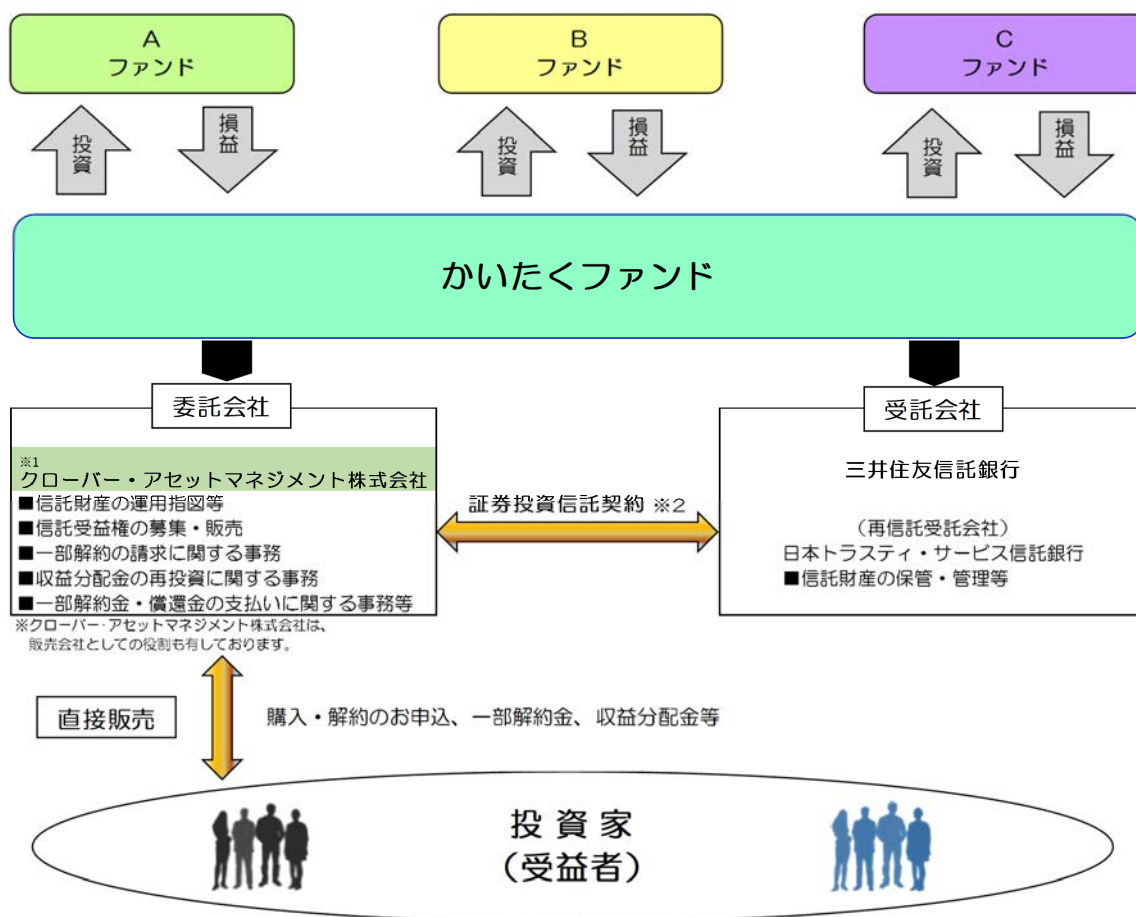 A
ファンド
B
ファンド
C
ファンド
投資
損益
投資
損益
投資
損益
かいたくファンド
委託会社
※1
クローバー・アセットマネジメント株式会社
■信託財産の運用指図等
■信託受益権の募集・販売
■一部解約の請求に関する事務
■収益分配金の再投資に関する事務
■一部解約金・償還金の支払いに関する事務等
※クローバー・アセットマネジメント株式会社は、
販売会社としての役割も有しております。
証券投資信託契約 ※2
受託会社
三井住友信託銀行
（再信託受託会社）
日本トラスティ・サービス信託銀行
■信託財産の保管・管理等
直接販売
購入・解約のお申込、一部解約金、収益分配金等
投資家
（受益者）